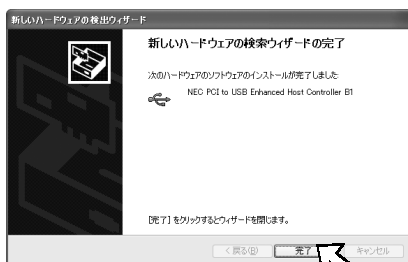 新しいハードウェアの検出ウィザード
新しいハードウェアの検索ウィザードの完了
次のハードウェアのソフトウェアのインストールが完了しました:
NEC PCI to USB Enhanced Host Controller B1
[完了] をクリックするとウィザードを閉じます。
< 戻る(B)
完了
キャンセル